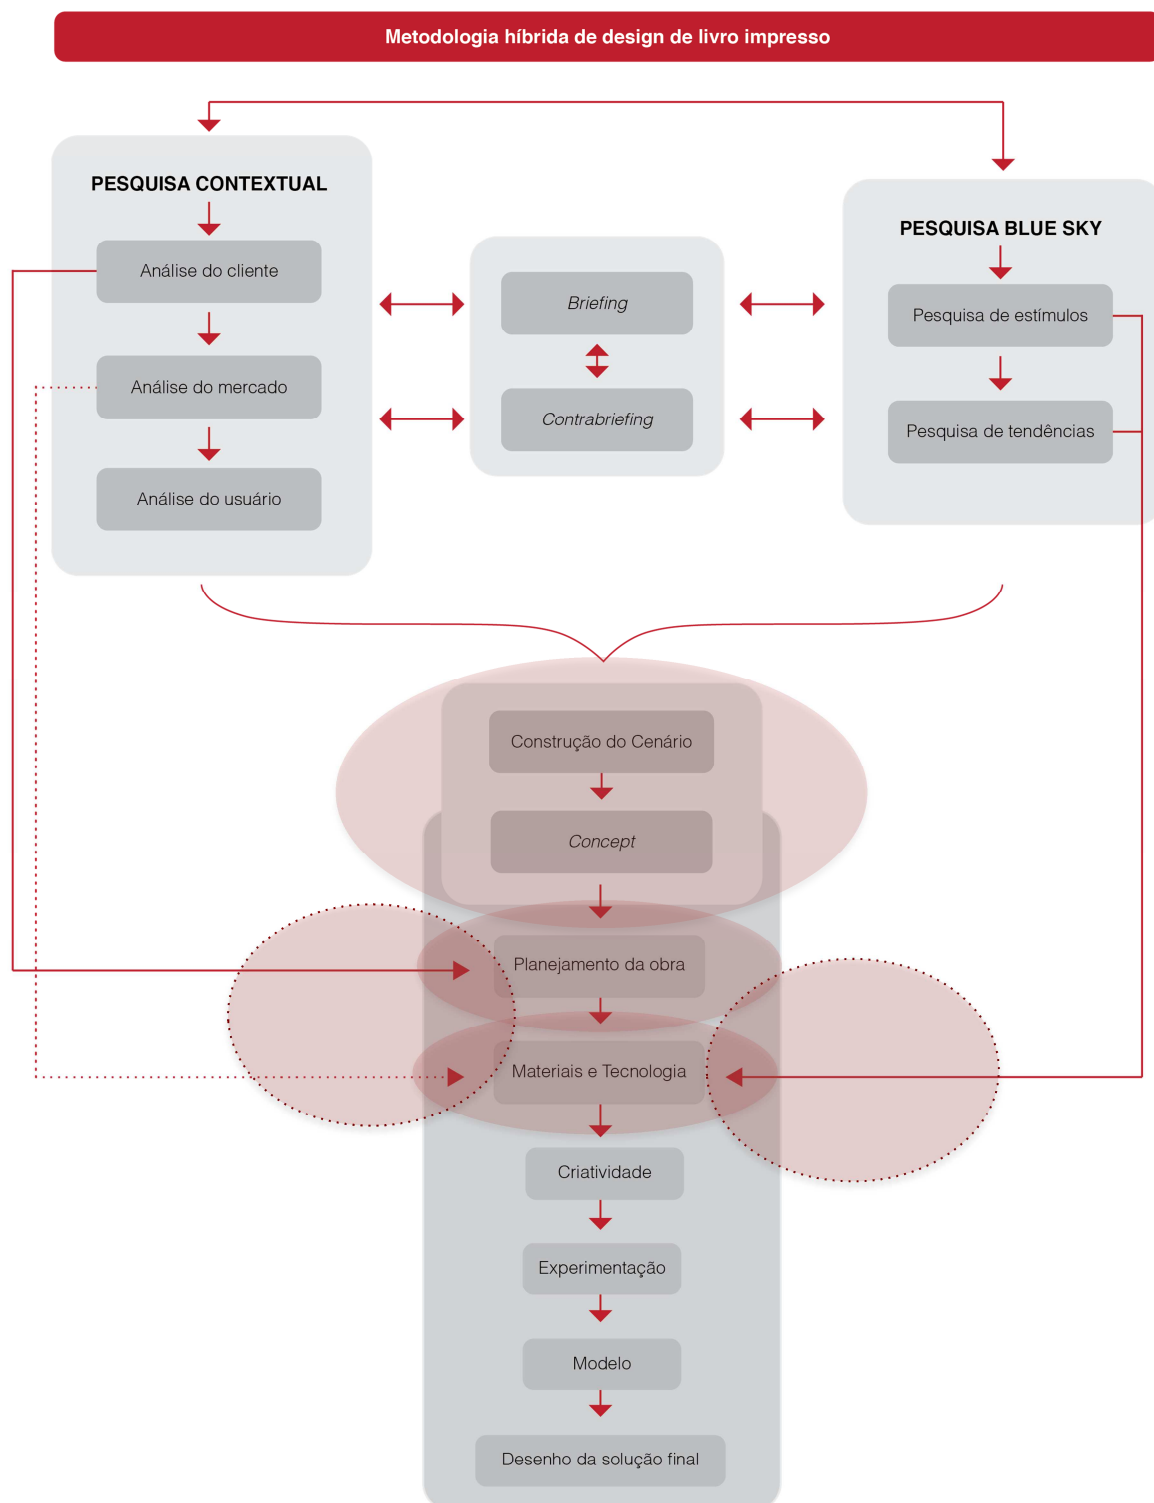 Metodologia híbrida de design de livro impresso
PESQUISA CONTEXTUAL
Análise do cliente
Análise do mercado
Análise do usuário
Briefing
Contrabriefing
PESQUISA BLUE SKY
Pesquisa de estímulos
Pesquisa de tendências
Construção do Cenário
Concept
Planejamento da obra
Materiais e Tecnologia
Criatividade
Experimentação
Modelo
Desenho da solução final